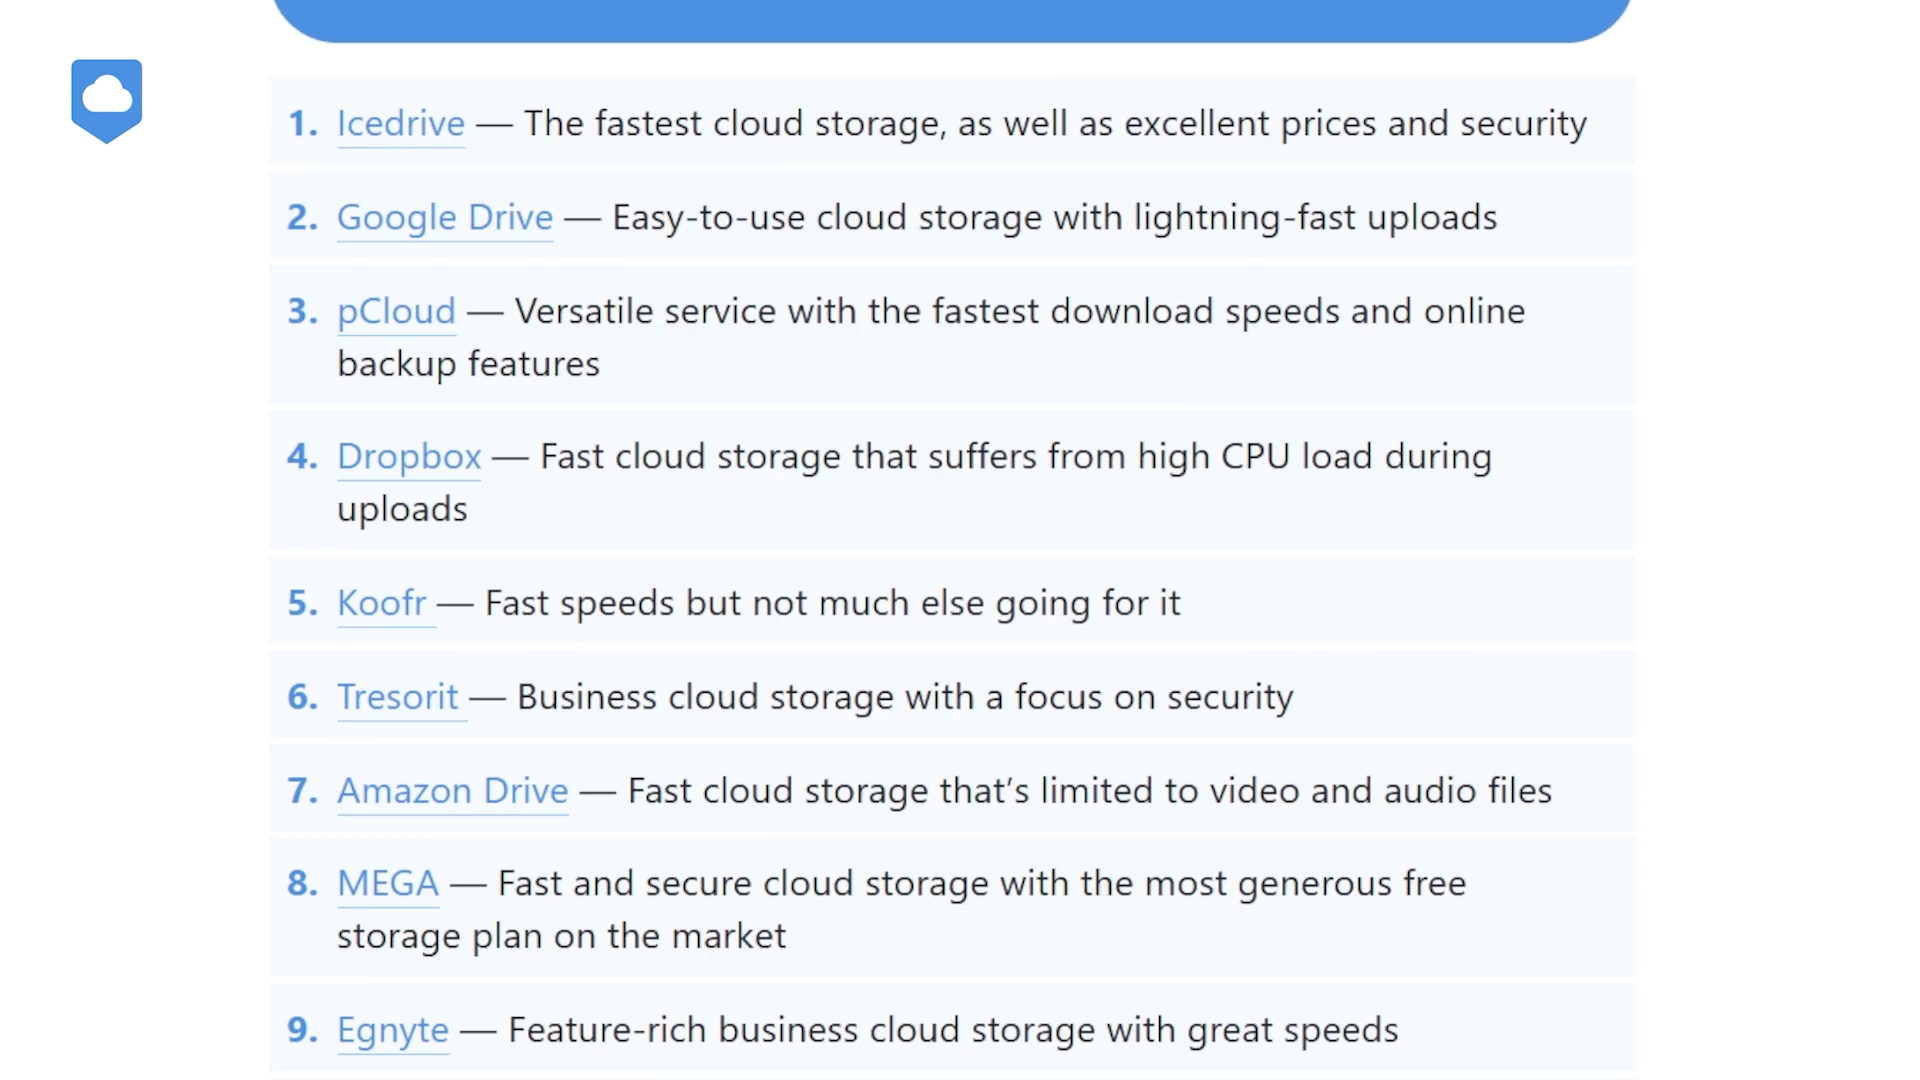 1. Icedrive — The fastest cloud storage, as well as excellent prices and security
2. Google Drive — Easy-to-use cloud storage with lightning-fast uploads
3. pCloud — Versatile service with the fastest download speeds and online
backup features
4. Dropbox — Fast cloud storage that suffers from high CPU load during
uploads
5. Koofr — Fast speeds but not much else going for it
6. Tresorit — Business cloud storage with a focus on security
7. Amazon Drive — Fast cloud storage that’s limited to video and audio files
8. MEGA — Fast and secure cloud storage with the most generous free
storage plan on the market
9. Egnyte — Feature-rich business cloud storage with great speeds